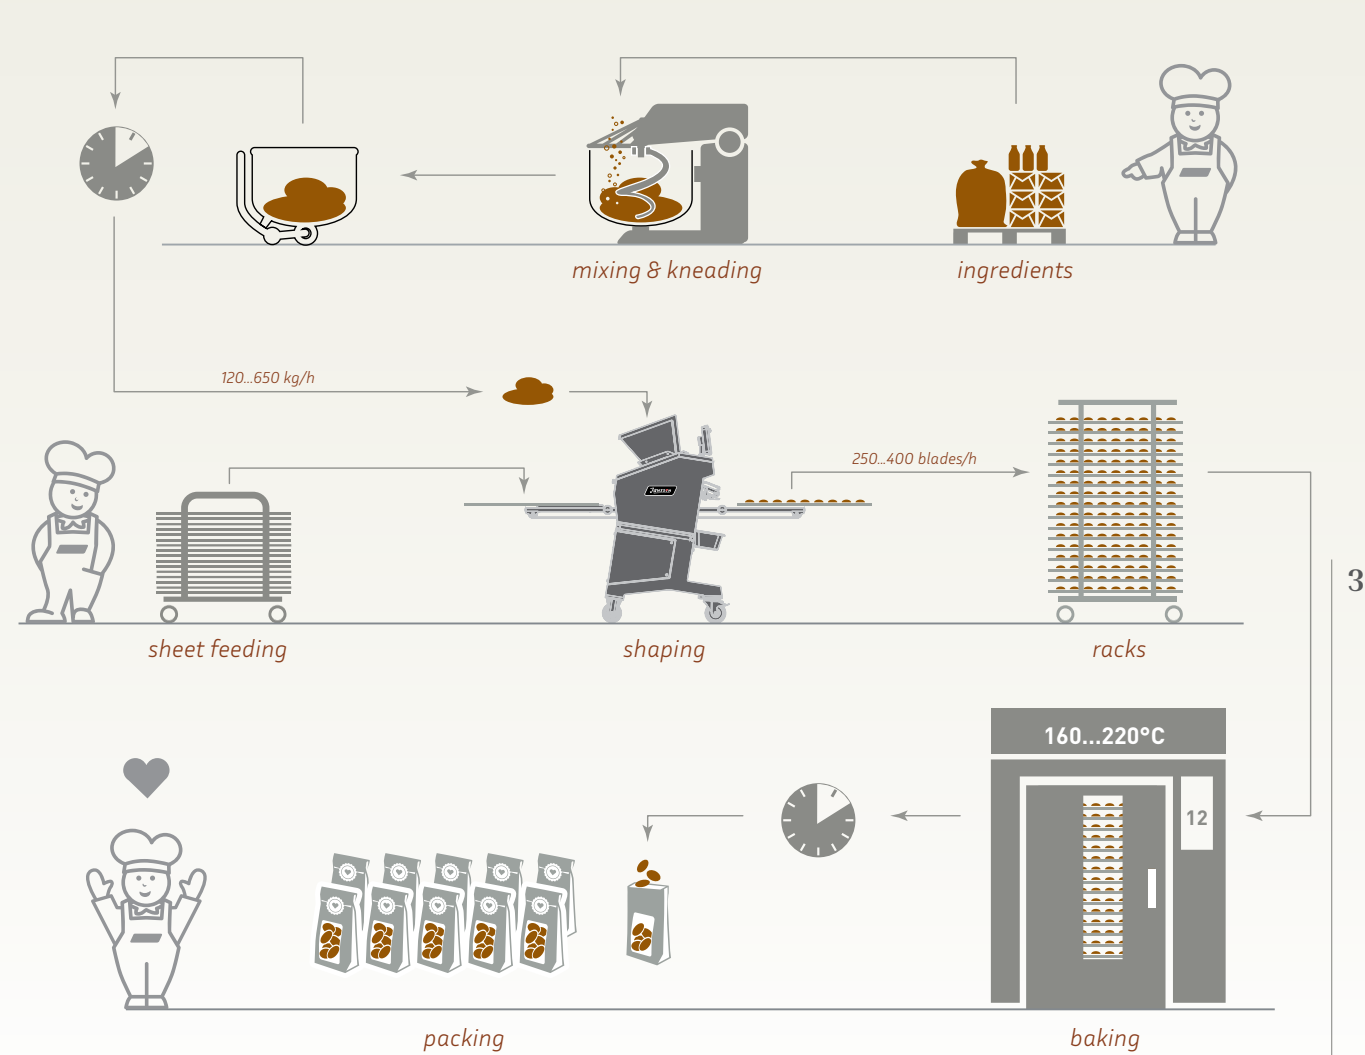 mixing & kneading
ingredients
120...650 kg/h
250...400 blades/h
3
sheet feeding
shaping
racks
160...220°C
12
packing
baking